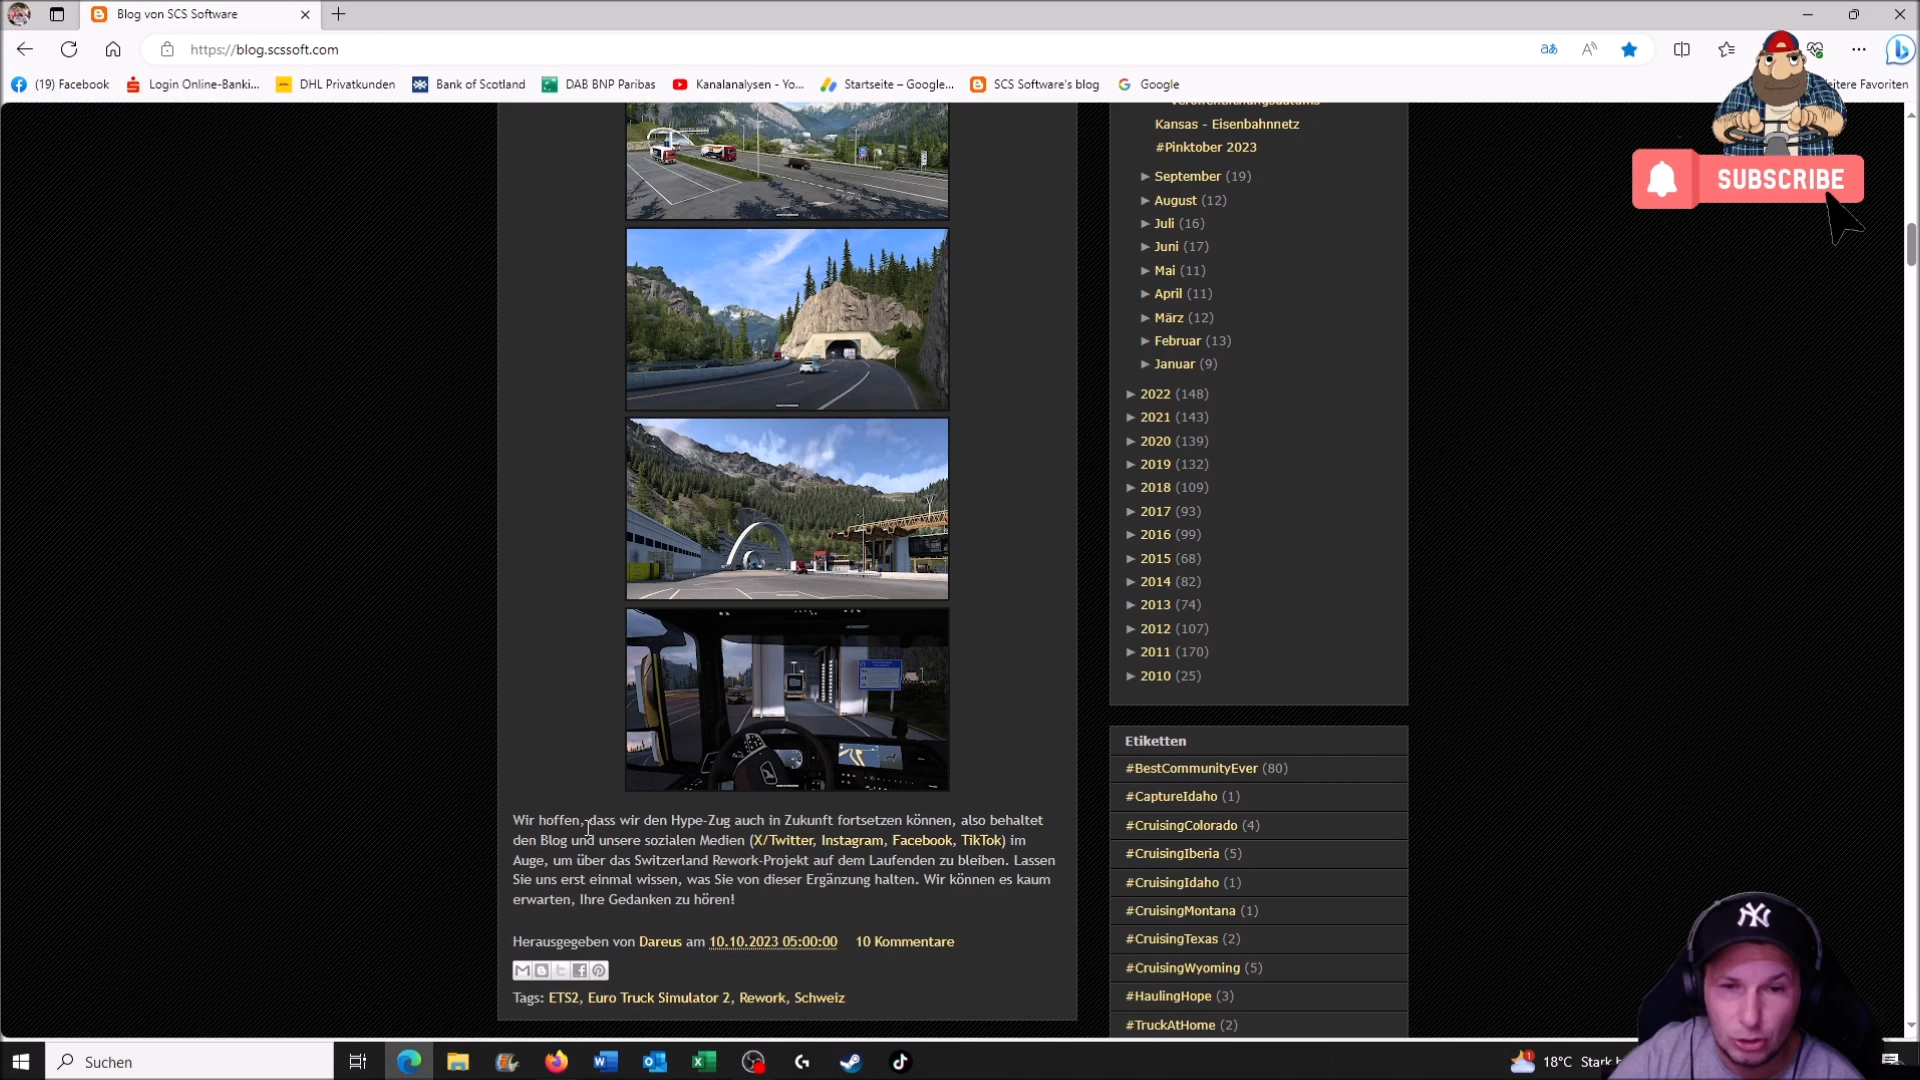 Blog von SCS Software
https://blog.scssoft.com
(19) Facebook
Login Online-Banki...
DHL Privatkunden
Bank of Scotland
DAB BNP Paribas
Kanalanalysen - Yo...
Startseite – Google...
SCS Software's blog
Google
eitere Favoriten
SUBSCRIBE
Kansas - Eisenbahnnetz
#Pinktober 2023
► September (19)
► August (12)
► Juli (16)
► Juni (17)
► Mai (11)
► April (11)
► März (12)
► Februar (13)
► Januar (9)
► 2022 (148)
► 2021 (143)
► 2020 (139)
► 2019 (132)
► 2018 (109)
► 2017 (93)
► 2016 (99)
► 2015 (68)
► 2014 (82)
► 2013 (74)
► 2012 (107)
► 2011 (170)
► 2010 (25)
Wir hoffen, dass wir den Hype-Zug auch in Zukunft fortsetzen können, also behaltet
den Blog und unsere sozialen Medien (X/Twitter, Instagram, Facebook, TikTok) im
Auge, um über das Switzerland Rework-Projekt auf dem Laufenden zu bleiben. Lassen
Sie uns erst einmal wissen, was Sie von dieser Ergänzung halten. Wir können es kaum
erwarten, Ihre Gedanken zu hören!
Herausgegeben von Dareus am 10.10.2023 05:00:00 10 Kommentare
Tags: ETS2, Euro Truck Simulator 2, Rework, Schweiz
Etiketten
#BestCommunityEver (80)
#CaptureIdaho (1)
#CruisingColorado (4)
#CruisingIberia (5)
#CruisingIdaho (1)
#CruisingMontana (1)
#CruisingTexas (2)
#CruisingWyoming (5)
#HaulingHope (3)
#TruckAtHome (2)
Suchen
18°C Stark